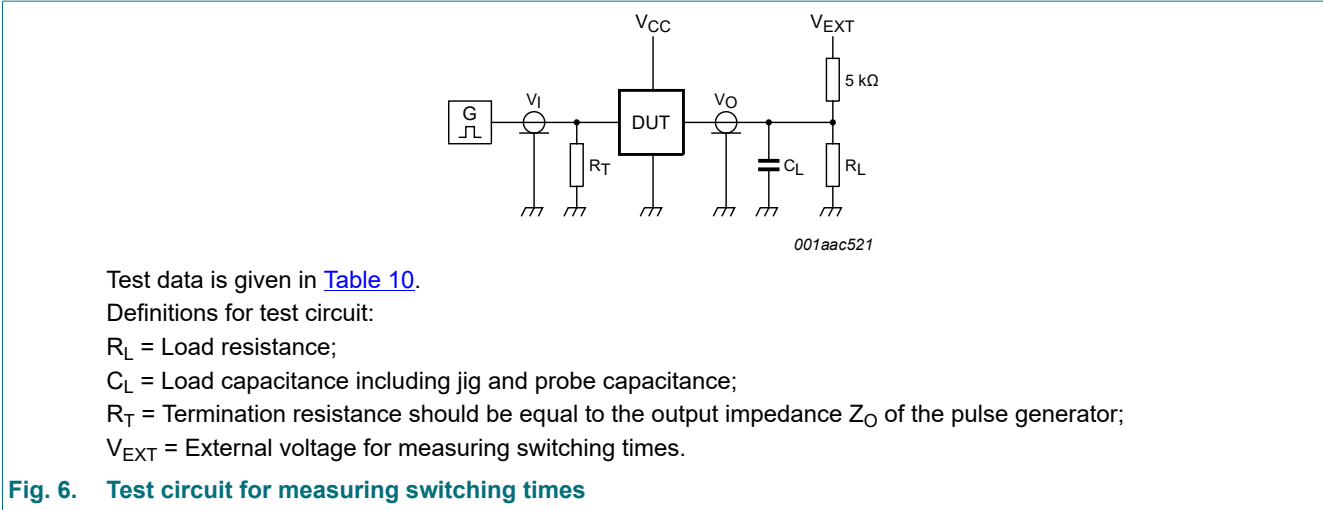 VCC
VEXT
5 kΩ
G
VI
DUT
VO
RT
CL
RL
001aac521
Test data is given in Table 10.
Definitions for test circuit:
RL = Load resistance;
CL = Load capacitance including jig and probe capacitance;
RT = Termination resistance should be equal to the output impedance ZO of the pulse generator;
VEXT = External voltage for measuring switching times.
Fig. 6. Test circuit for measuring switching times